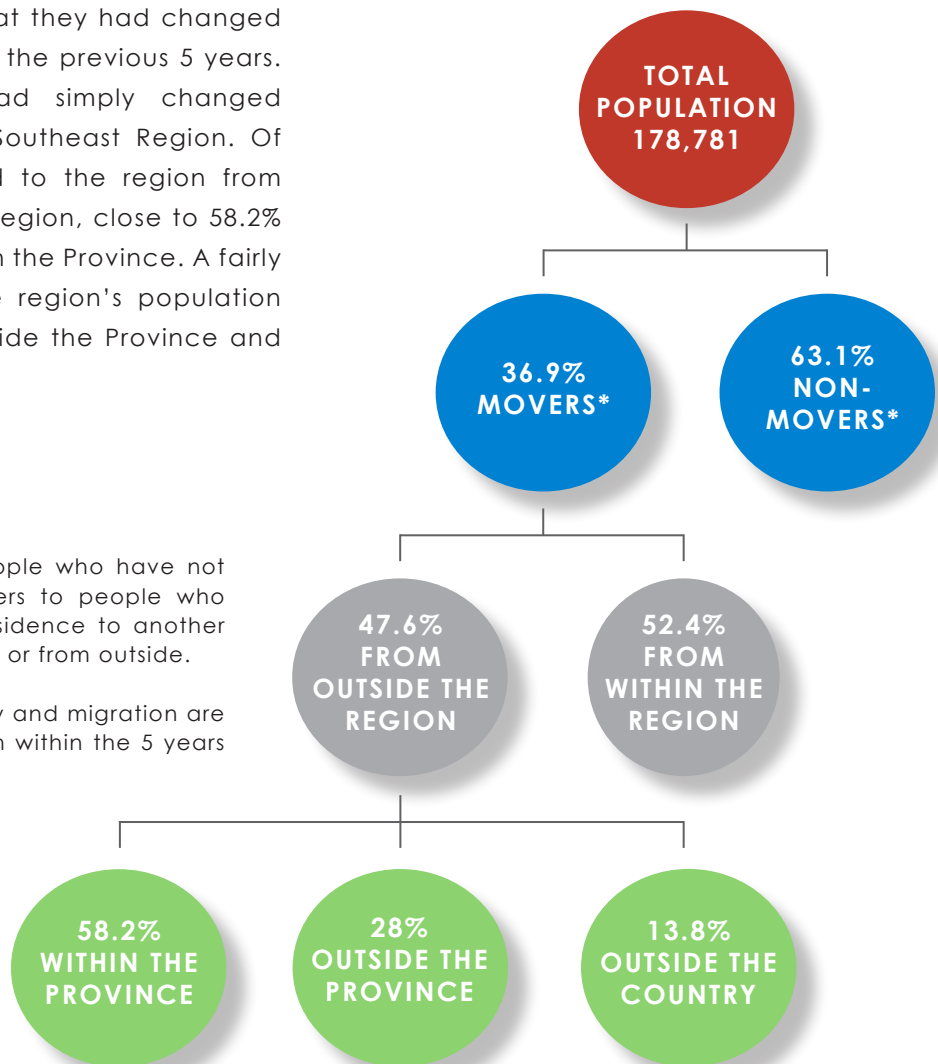 at they had changed
the previous 5 years.
ad simply changed
Southeast Region. Of
to the region from
egion, close to 58.2%
the Province. A fairly
region's population
ide the Province and
TOTAL
POPULATION
178,781
36.9%
MOVERS*
63.1%
NON-
MOVERS*
ople who have not
ers to people who
sidence to another
or from outside.
y and migration are
within the 5 years
47.6%
FROM
OUTSIDE THE
REGION
52.4%
FROM
WITHIN THE
REGION
58.2%
WITHIN THE
PROVINCE
28%
OUTSIDE THE
PROVINCE
13.8%
OUTSIDE THE
COUNTRY